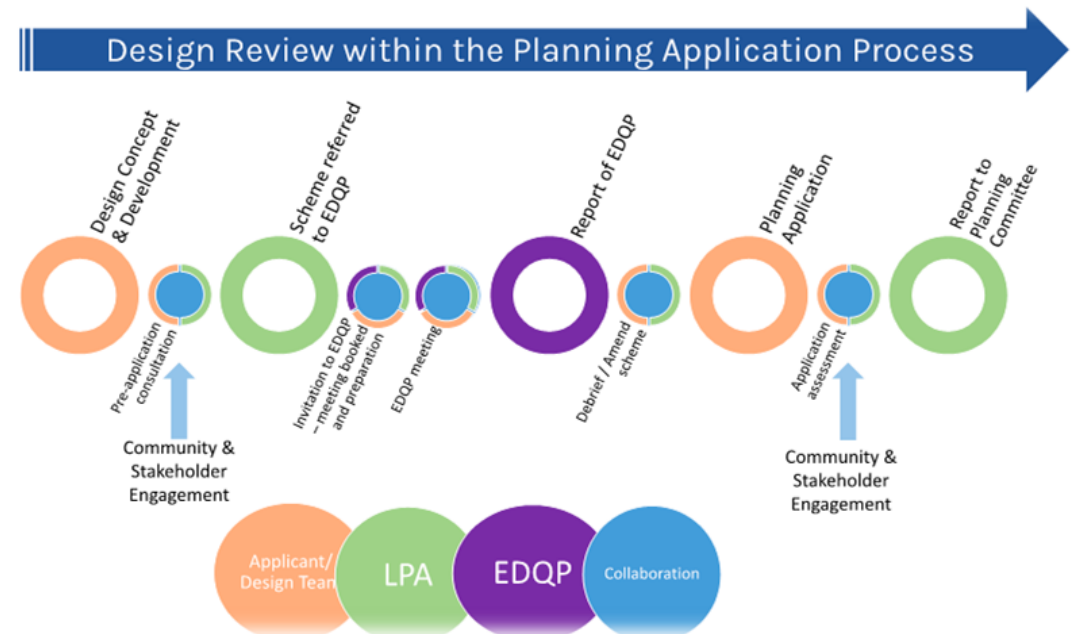 Design Review within the Planning Application Process
Design Concept
& Development
Pre-application
consultation
Scheme referred
to EDQP
Invitation to EDQP
– meeting booked
and preparation
EDQP meeting
Report of EDQP
Debrief / Amend
scheme
Planning
Application
Application
assessment
Report to
Planning
Committee
Community &
Stakeholder
Engagement
Community &
Stakeholder
Engagement
Applicant/
Design Team
LPA
EDQP
Collaboration